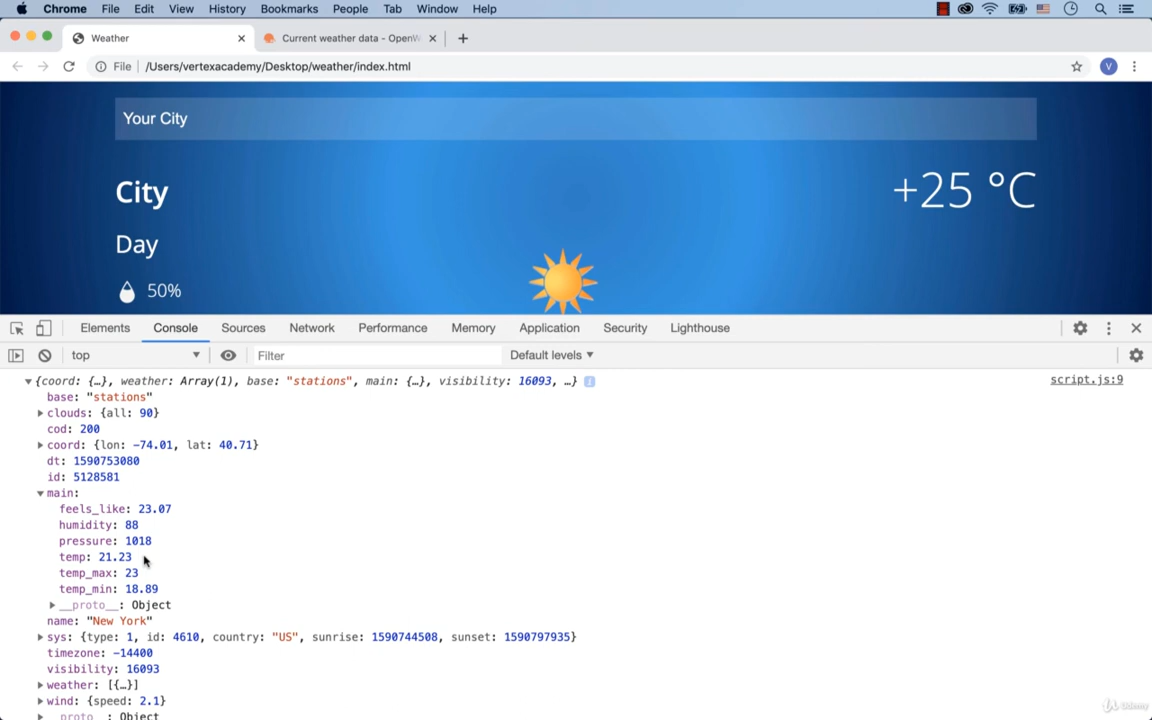 Chrome File Edit View History Bookmarks People Tab Window Help
Weather Current weather data - OpenW
File /Users/vertexacademy/Desktop/weather/index.html V
Your City
City +25 °C
Day
50%
Elements Console Sources Network Performance Memory Application Security Lighthouse
top Filter Default levels
{coord: {…}, weather: Array(1), base: "stations", main: {…}, visibility: 16093, …} i script.js:9
base: "stations"
clouds: {all: 90}
cod: 200
coord: {lon: -74.01, lat: 40.71}
dt: 1590753080
id: 5128581
main:
feels_like: 23.07
humidity: 88
pressure: 1018
temp: 21.23
temp_max: 23
temp_min: 18.89
__proto__: Object
name: "New York"
sys: {type: 1, id: 4610, country: "US", sunrise: 1590744508, sunset: 1590797935}
timezone: -14400
visibility: 16093
weather: [{…}]
wind: {speed: 2.1}
__proto__: Object
Udemy